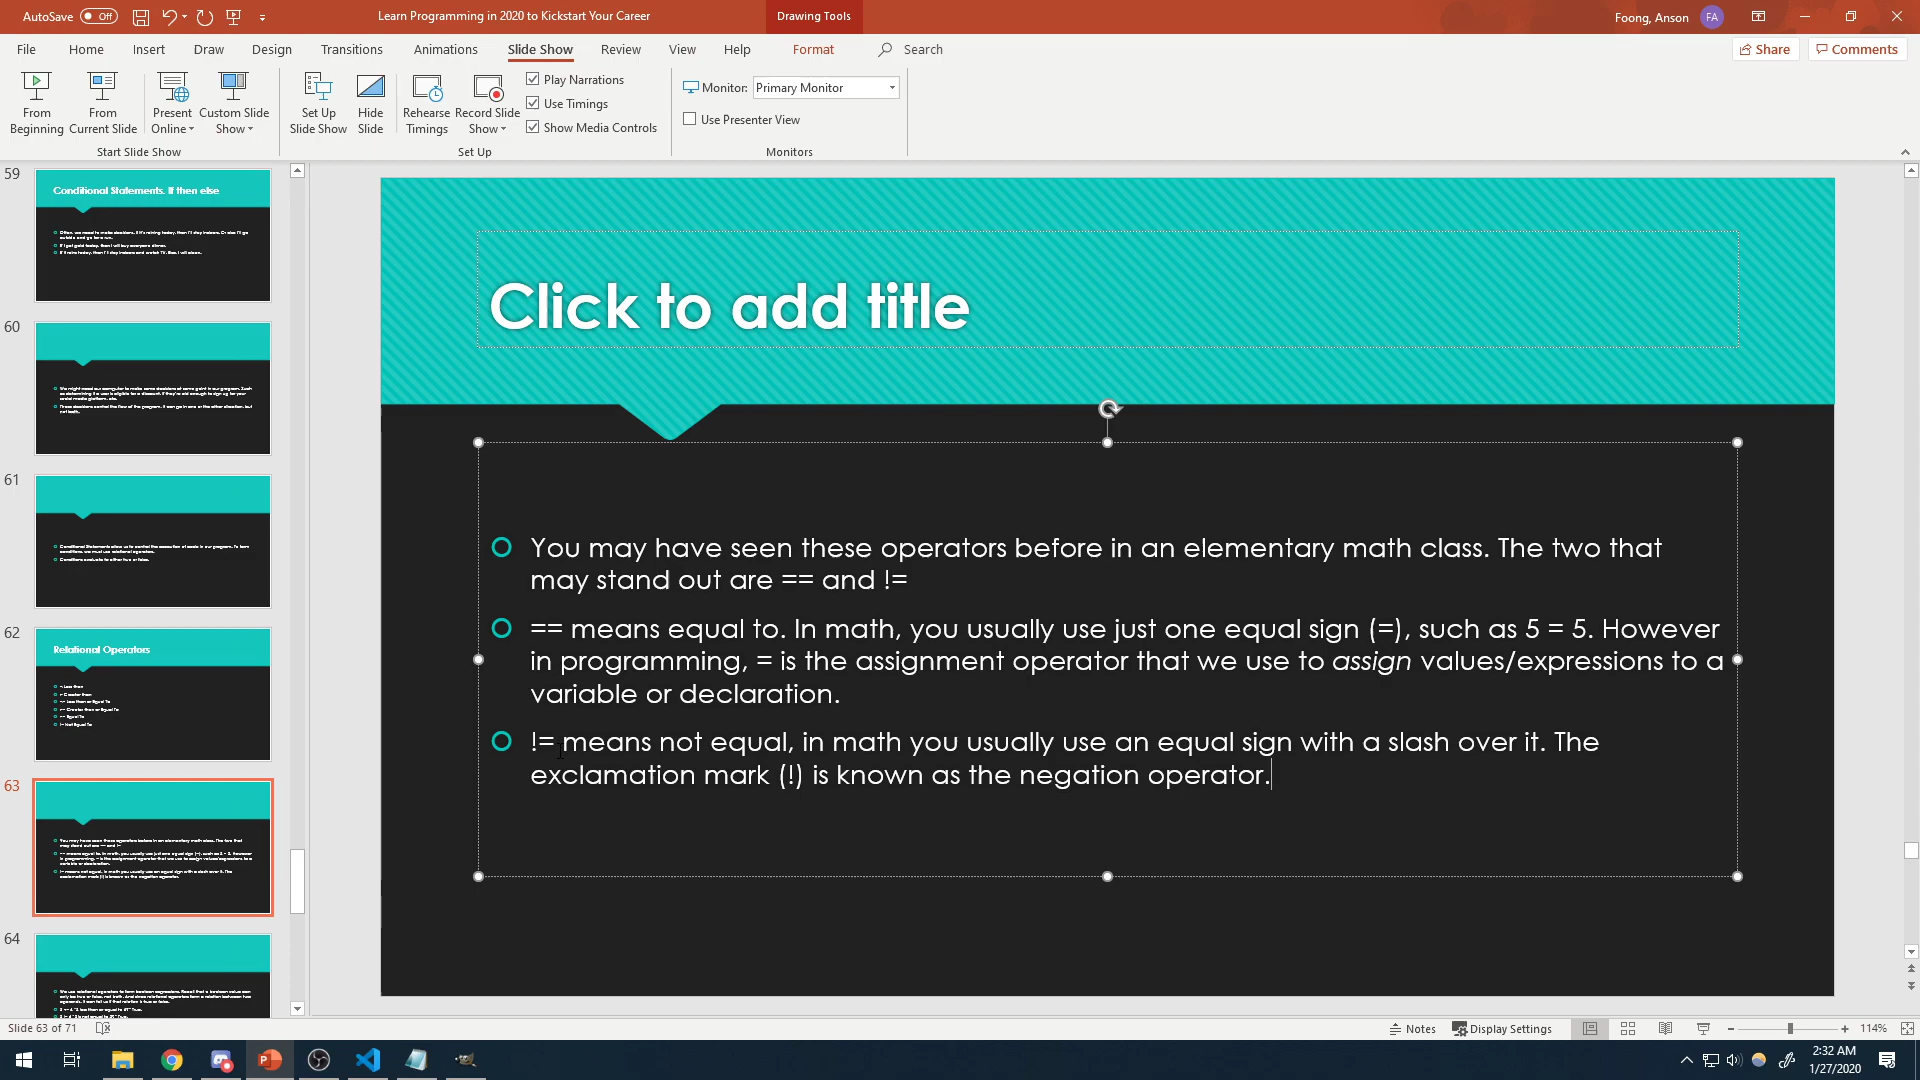 AutoSave Off
Learn Programming in 2020 to Kickstart Your Career
Drawing Tools
Foong, Anson FA
File Home Insert Draw Design Transitions Animations Slide Show Review View Help Format Search
Share Comments
From Beginning
From Current Slide
Present Online
Custom Slide Show
Start Slide Show
Set Up Slide Show
Hide Slide
Rehearse Timings
Record Slide Show
Play Narrations
Use Timings
Show Media Controls
Set Up
Monitor: Primary Monitor
Use Presenter View
Monitors
59
Conditional Statements. If then else
60
61
62
Relational Operators
63
64
Click to add title
You may have seen these operators before in an elementary math class. The two that
may stand out are == and !=
== means equal to. In math, you usually use just one equal sign (=), such as 5 = 5. However
in programming, = is the assignment operator that we use to assign values/expressions to a
variable or declaration.
!= means not equal, in math you usually use an equal sign with a slash over it. The
exclamation mark (!) is known as the negation operator.
Slide 63 of 71
Notes Display Settings 114%
2:32 AM
1/27/2020